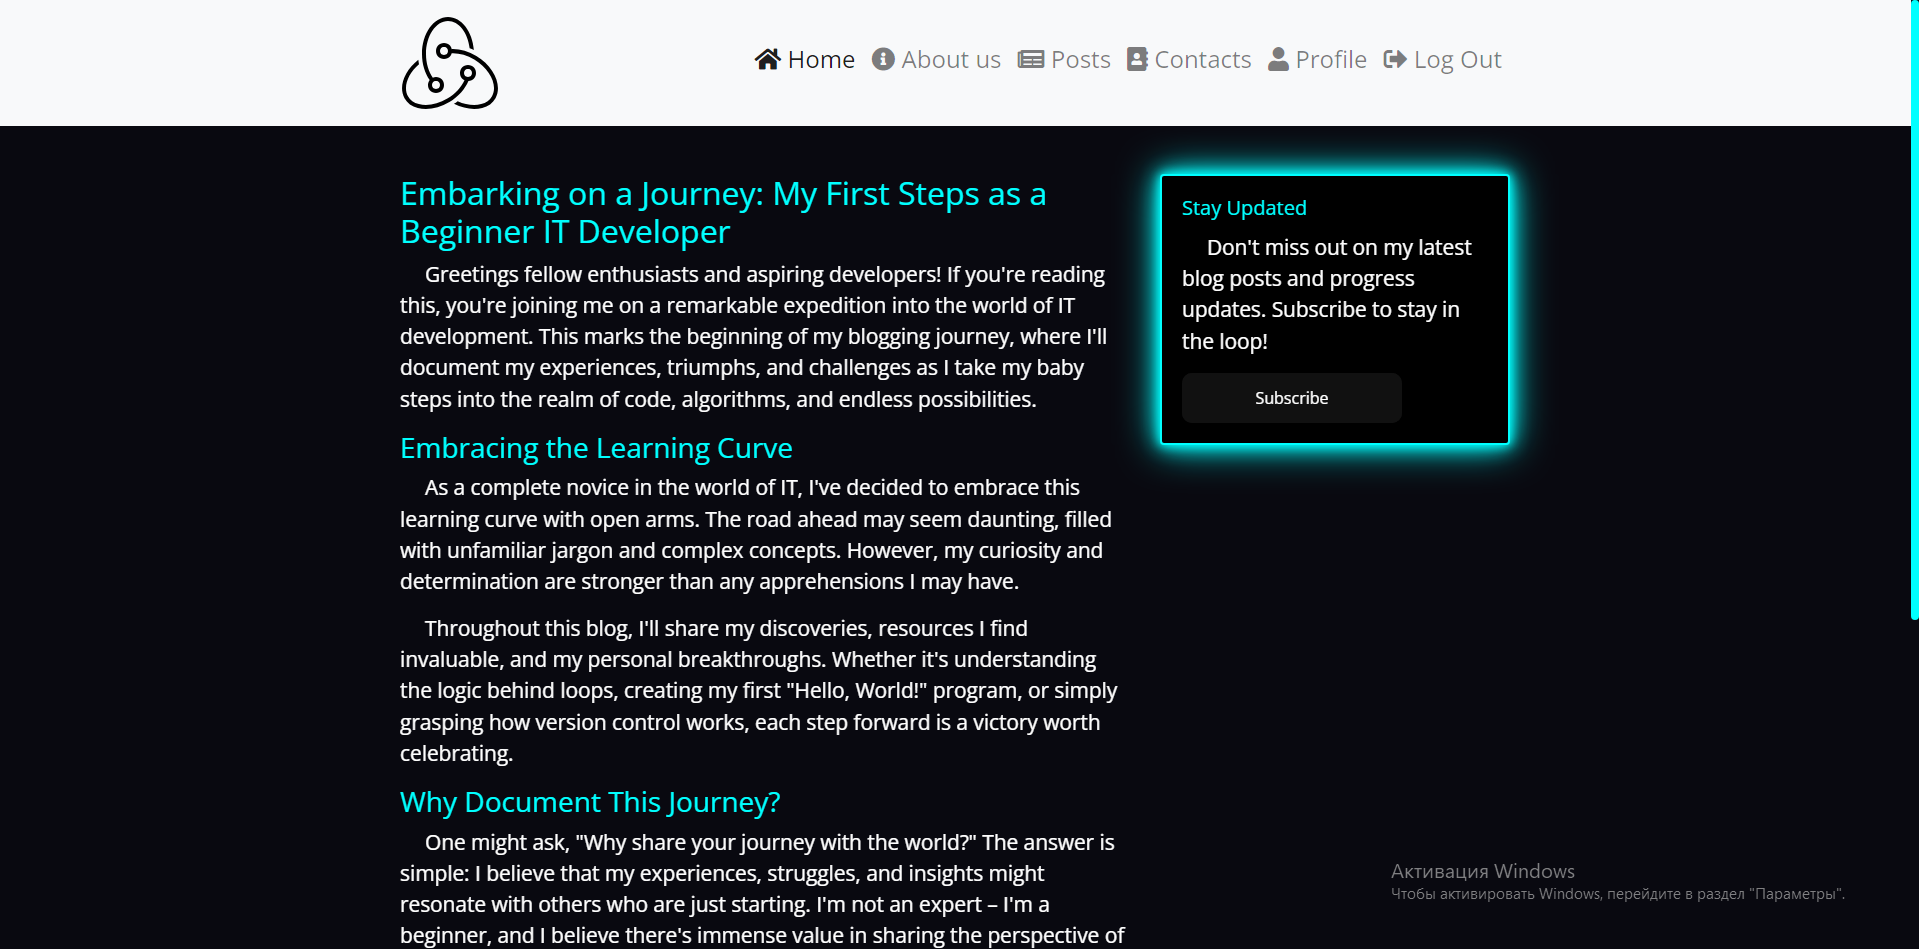 Home About us Posts Contacts Profile Log Out
Embarking on a Journey: My First Steps as a
Beginner IT Developer
Greetings fellow enthusiasts and aspiring developers! If you're reading
this, you're joining me on a remarkable expedition into the world of IT
development. This marks the beginning of my blogging journey, where I'll
document my experiences, triumphs, and challenges as I take my baby
steps into the realm of code, algorithms, and endless possibilities.
Embracing the Learning Curve
As a complete novice in the world of IT, I've decided to embrace this
learning curve with open arms. The road ahead may seem daunting, filled
with unfamiliar jargon and complex concepts. However, my curiosity and
determination are stronger than any apprehensions I may have.
Throughout this blog, I'll share my discoveries, resources I find
invaluable, and my personal breakthroughs. Whether it's understanding
the logic behind loops, creating my first "Hello, World!" program, or simply
grasping how version control works, each step forward is a victory worth
celebrating.
Why Document This Journey?
One might ask, "Why share your journey with the world?" The answer is
simple: I believe that my experiences, struggles, and insights might
resonate with others who are just starting. I'm not an expert – I'm a
beginner, and I believe there's immense value in sharing the perspective of
Stay Updated
Don't miss out on my latest
blog posts and progress
updates. Subscribe to stay in
the loop!
Subscribe
Активация Windows
Чтобы активировать Windows, перейдите в раздел "Параметры".